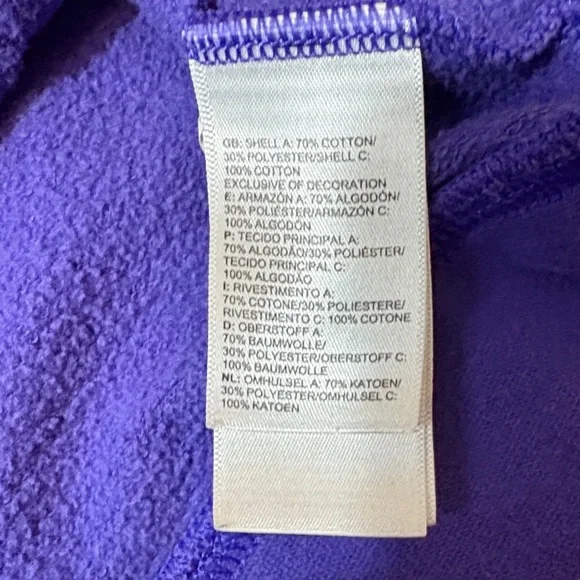 GB: SHELL A: 70% COTTON/
30% POLYESTER/SHELL C:
100% COTTON
EXCLUSIVE OF DECORATION
E: ARMAZÓN A: 70% ALGODÓN/
30% POLIÉSTER/ARMAZÓN C:
100% ALGODÓN
P: TECIDO PRINCIPAL A:
70% ALGODÃO/30% POLIÉSTER/
TECIDO PRINCIPAL C:
100% ALGODÃO
I: RIVESTIMENTO A:
70% COTONE/30% POLIESTERE/
RIVESTIMENTO C: 100% COTONE
D: OBERSTOFF A:
70% BAUMWOLLE/
30% POLYESTER/OBERSTOFF C:
100% BAUMWOLLE
NL: OMHULSEL A: 70% KATOEN/
30% POLYESTER/OMHULSEL C:
100% KATOEN